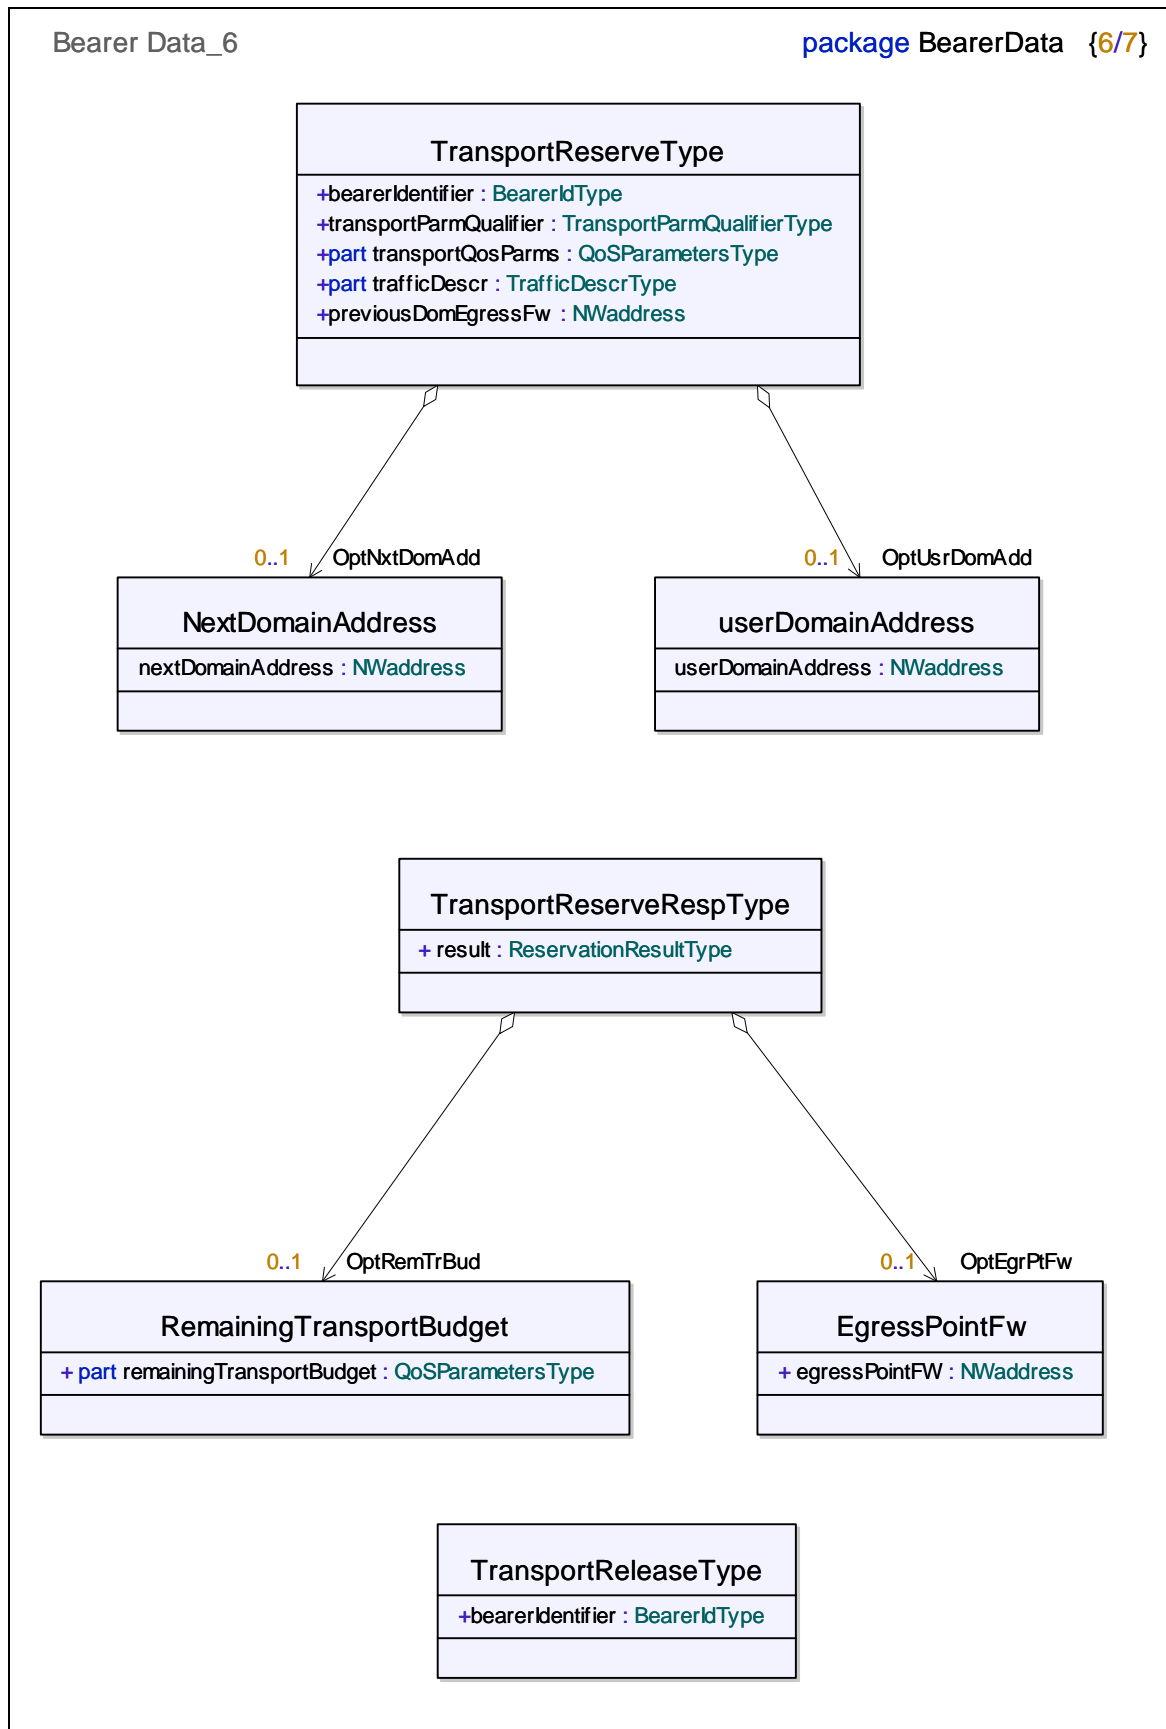 Bearer Data_6
package BearerData {6/7}
TransportReserveType
+bearerIdentifier : BearerIdType
+transportParmQualifier : TransportParmQualifierType
+part transportQosParms : QoSParametersType
+part trafficDescr : TrafficDescrType
+previousDomEgressFw : NWaddress
0..1 OptNxtDomAdd
0..1 OptUsrDomAdd
NextDomainAddress
nextDomainAddress : NWaddress
userDomainAddress
userDomainAddress : NWaddress
TransportReserveRespType
+ result : ReservationResultType
0..1 OptRemTrBud
0..1 OptEgrPtFw
RemainingTransportBudget
+ part remainingTransportBudget : QoSParametersType
EgressPointFw
+ egressPointFW : NWaddress
TransportReleaseType
+bearerIdentifier : BearerIdType